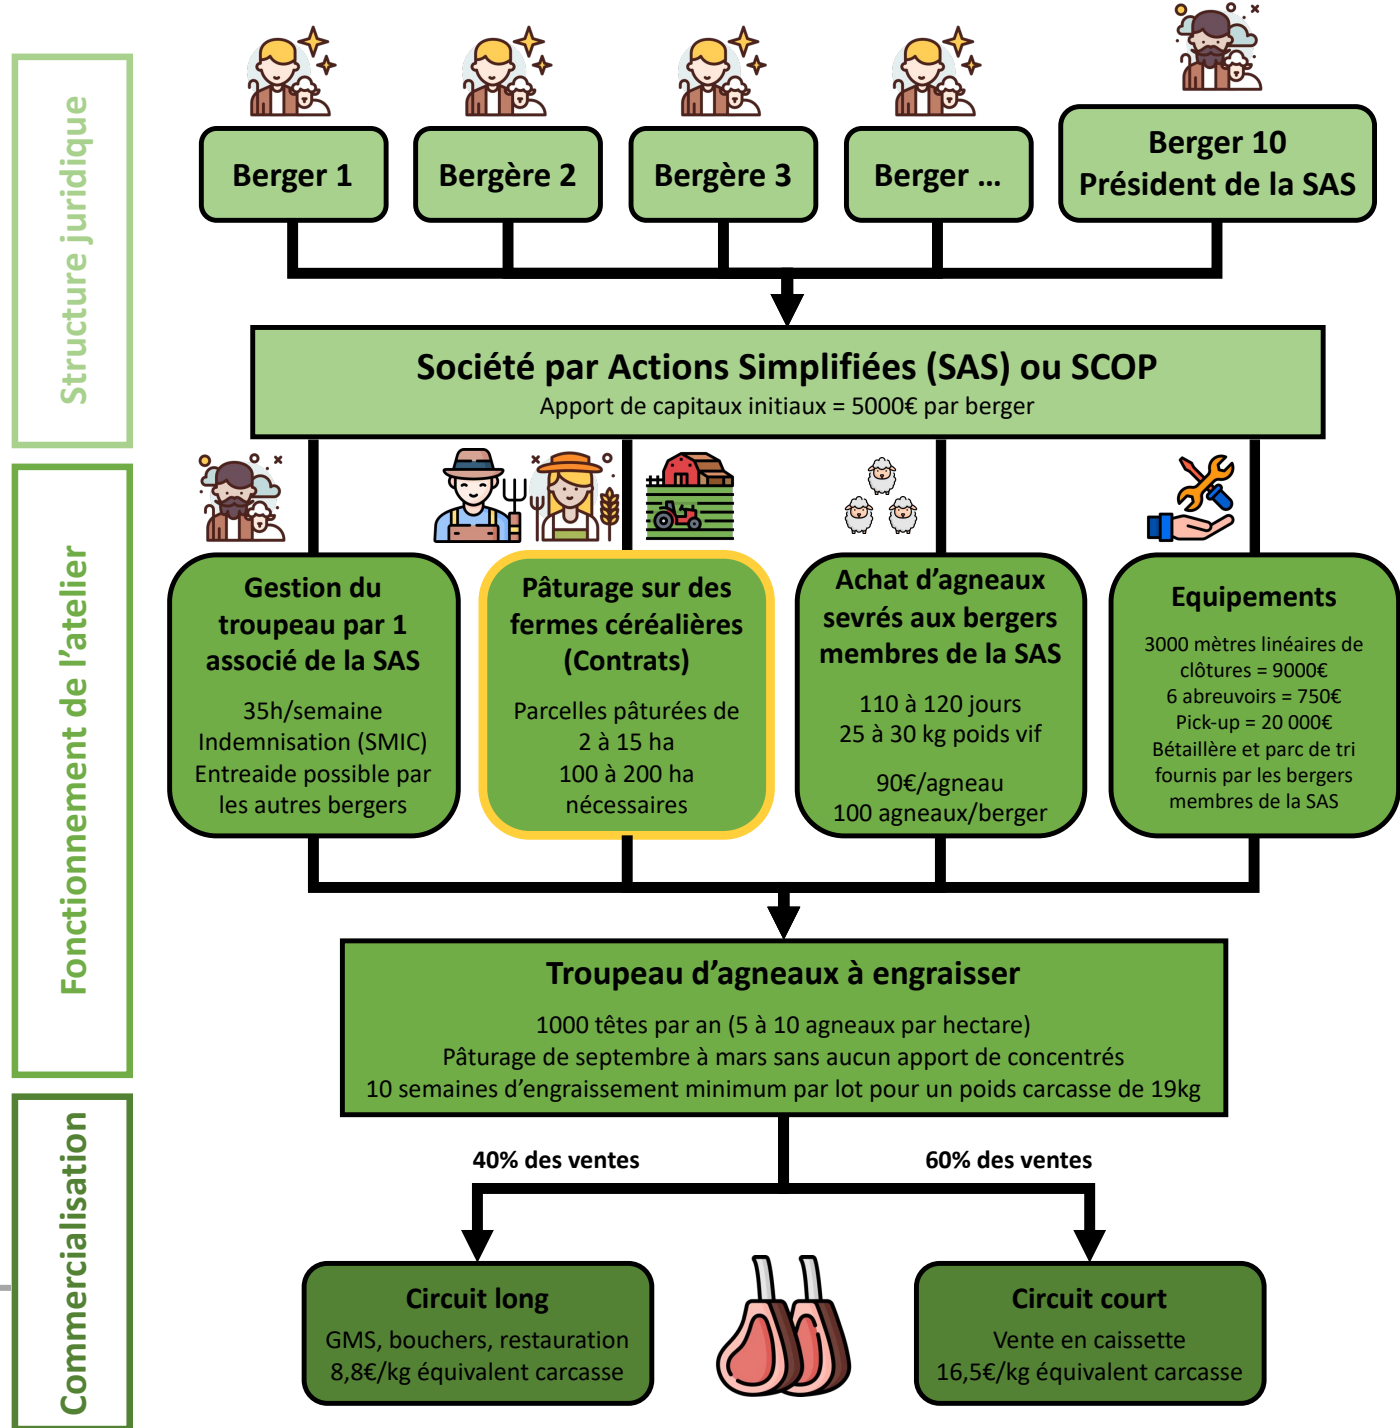 Structure juridique
Berger 1
Bergère 2
Bergère 3
Berger ...
Berger 10
Président de la SAS
Société par Actions Simplifiées (SAS) ou SCOP
Apport de capitaux initiaux = 5000€ par berger
Fonctionnement de l'atelier
Gestion du
troupeau par 1
associé de la SAS
35h/semaine
Indemnisation (SMIC)
Entreaide possible par
les autres bergers
Pâturage sur des
fermes céréalières
(Contrats)
Parcelles pâturées de
2 à 15 ha
100 à 200 ha
nécessaires
Achat d'agneaux
sevrés aux bergers
membres de la SAS
110 à 120 jours
25 à 30 kg poids vif
90€/agneau
100 agneaux/berger
Equipements
3000 mètres linéaires de
clôtures = 9000€
6 abreuvoirs = 750€
Pick-up = 20 000€
Bétaillère et parc de tri
fournis par les bergers
membres de la SAS
Troupeau d'agneaux à engraisser
1000 têtes par an (5 à 10 agneaux par hectare)
Pâturage de septembre à mars sans aucun apport de concentrés
10 semaines d'engraissement minimum par lot pour un poids carcasse de 19kg
Commercialisation
40% des ventes
60% des ventes
Circuit long
GMS, bouchers, restauration
8,8€/kg équivalent carcasse
Circuit court
Vente en caissette
16,5€/kg équivalent carcasse